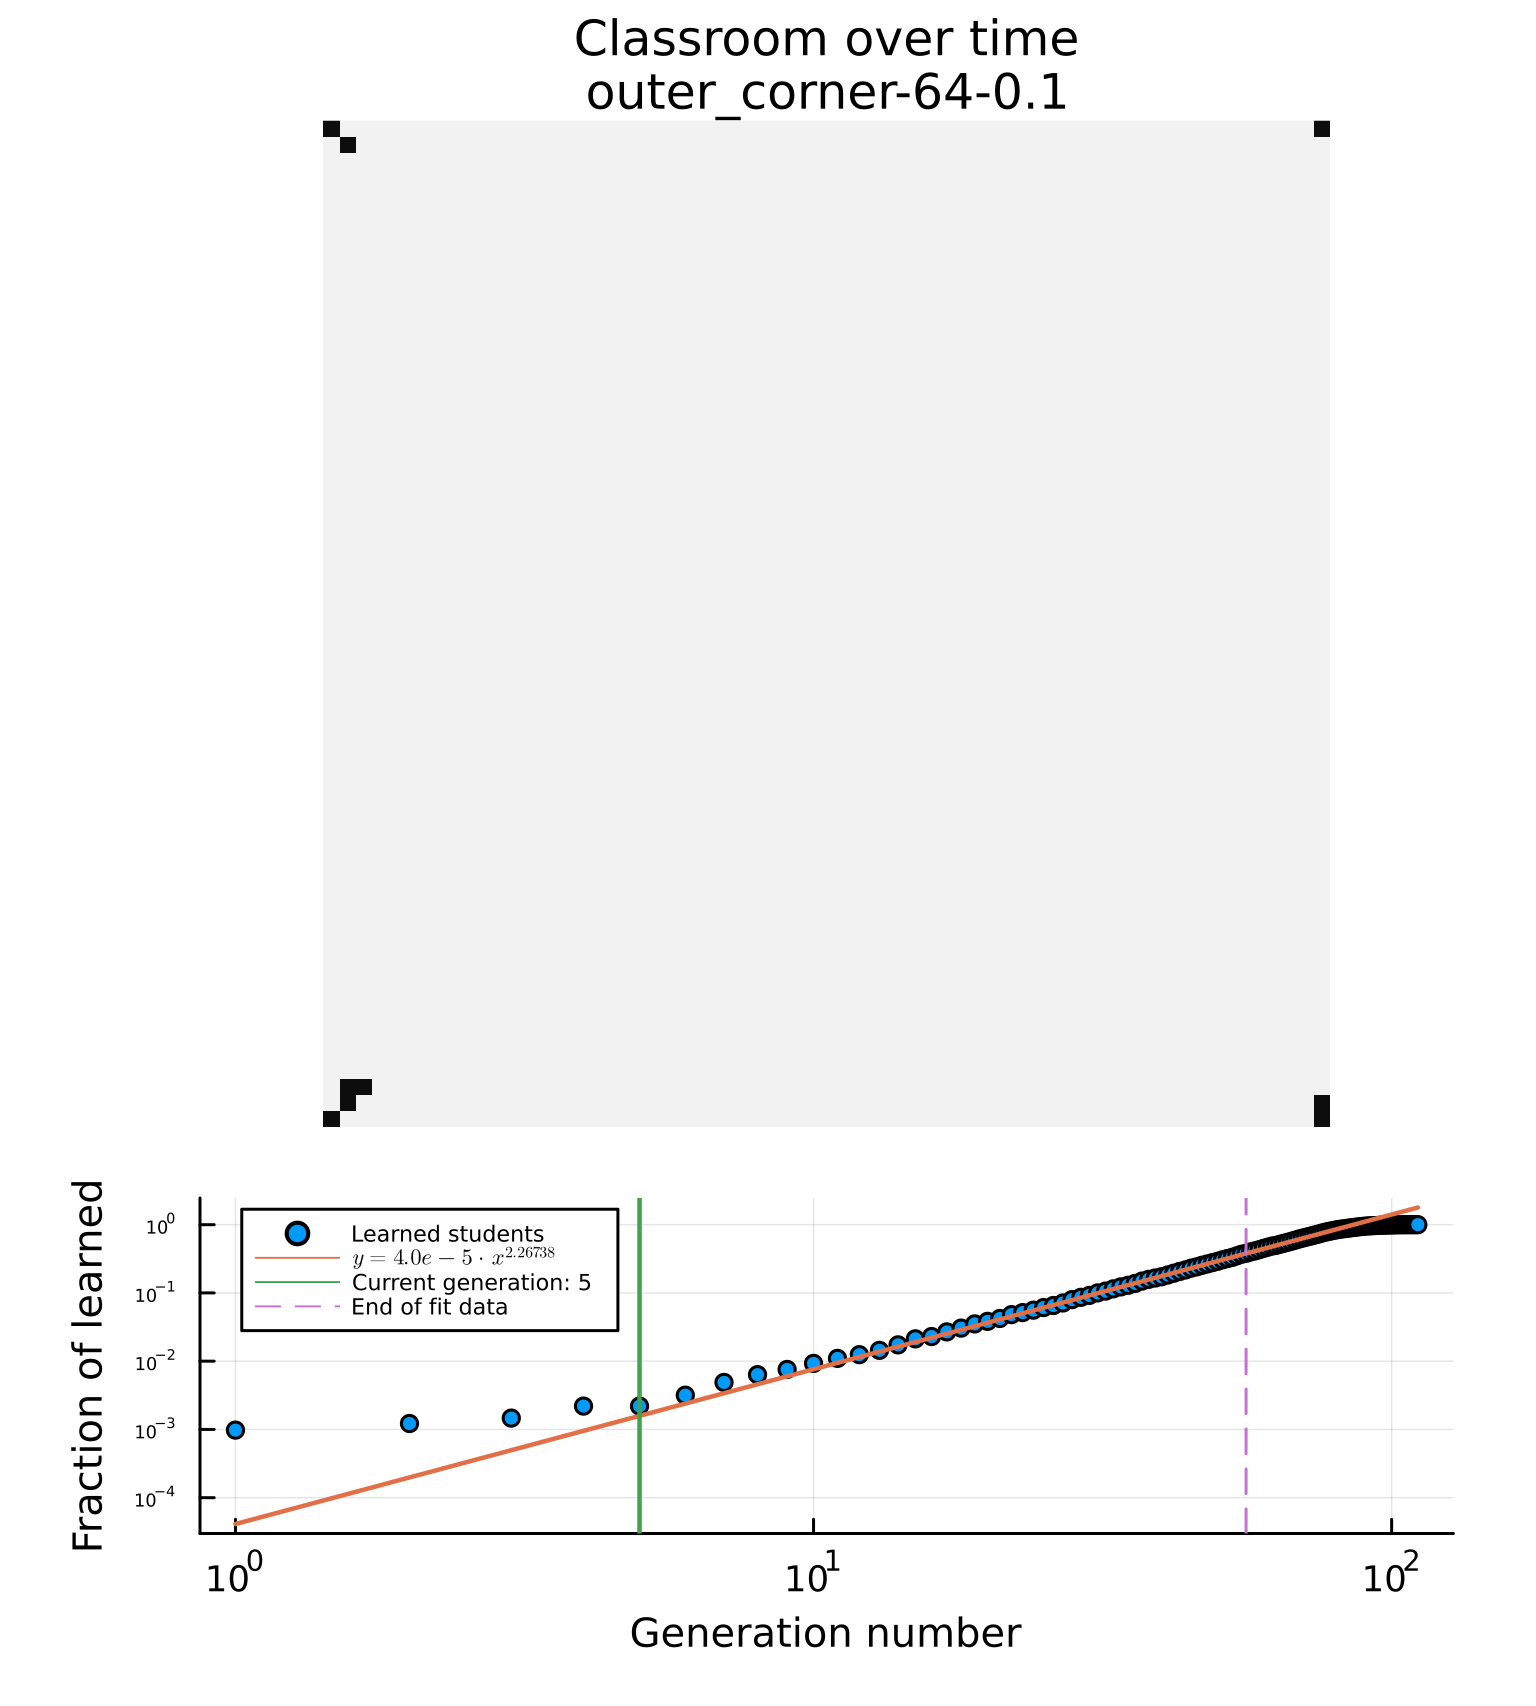 Classroom over time
outer_corner-64-0.1
Fraction of learned
10^0
10^-1
10^-2
10^-3
10^-4
Learned students
y = 4.0e − 5 · x^2.26738
Current generation: 5
End of fit data
10^0
10^1
10^2
Generation number